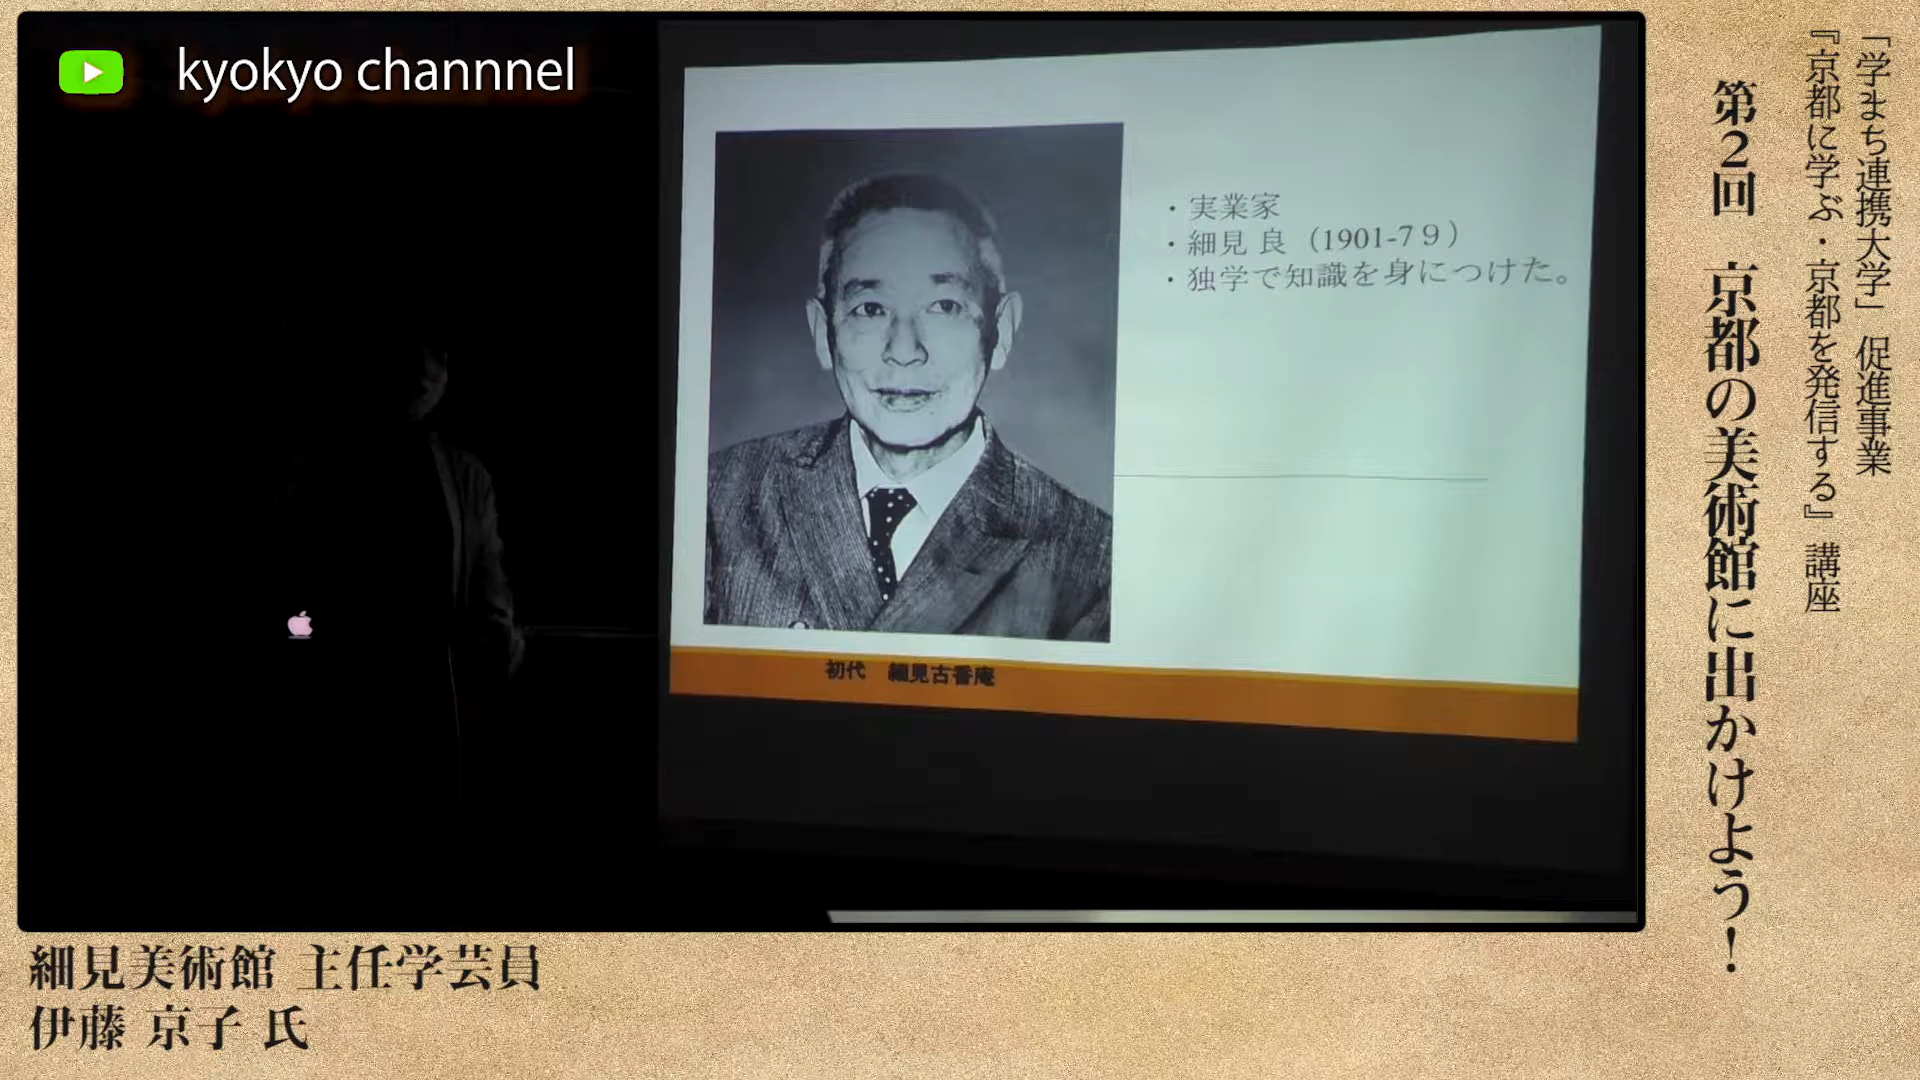 kyokyo channnel
・実業家
・細見 良（1901-7９）
・独学で知識を身につけた。
初代　細見古香庵
「学まち連携大学」促進事業
『京都に学ぶ・京都を発信する』講座
第２回　京都の美術館に出かけよう！
細見美術館 主任学芸員
伊藤 京子 氏